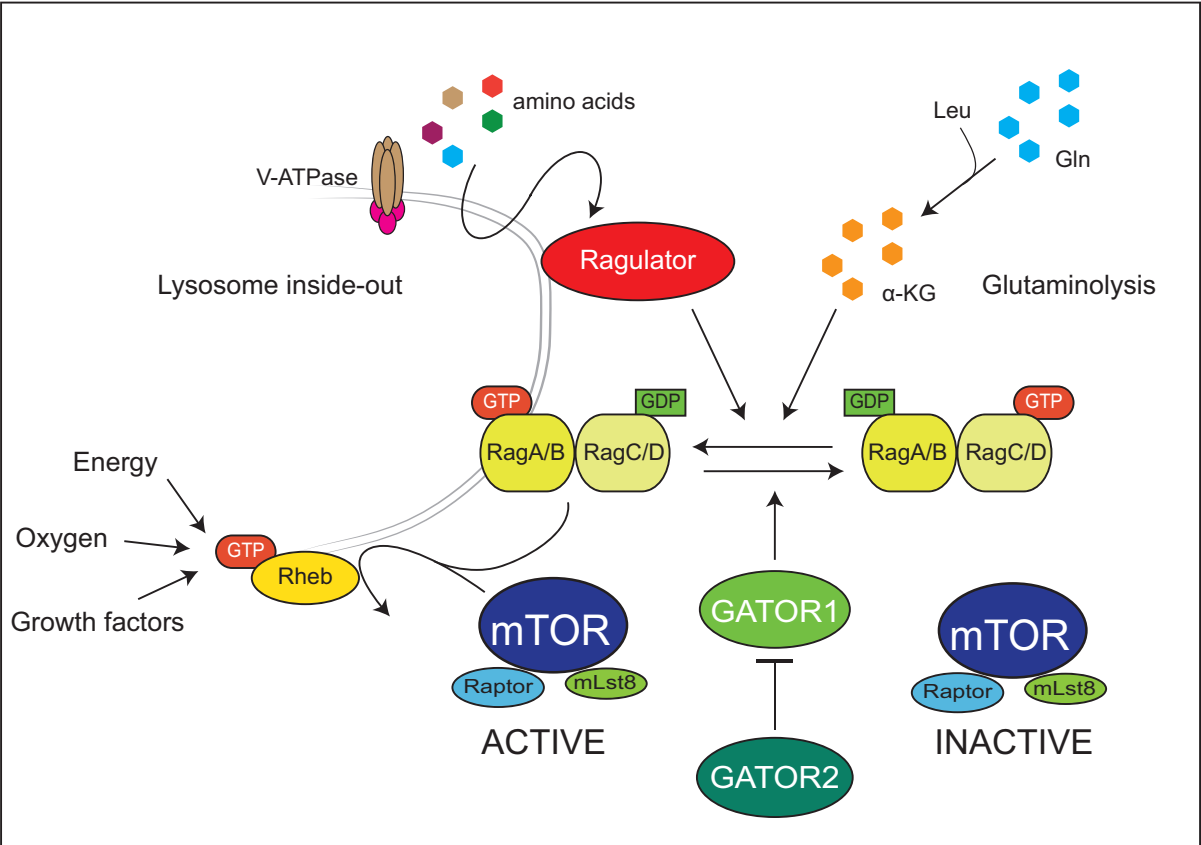 amino acids
Leu
Gln
V-ATPase
Ragulator
Lysosome inside-out
α-KG
Glutaminolysis
GTP
GDP
RagA/B
RagC/D
GDP
GTP
RagA/B
RagC/D
Energy
Oxygen
Growth factors
GTP
Rheb
mTOR
Raptor
mLst8
ACTIVE
GATOR1
GATOR2
mTOR
Raptor
mLst8
INACTIVE